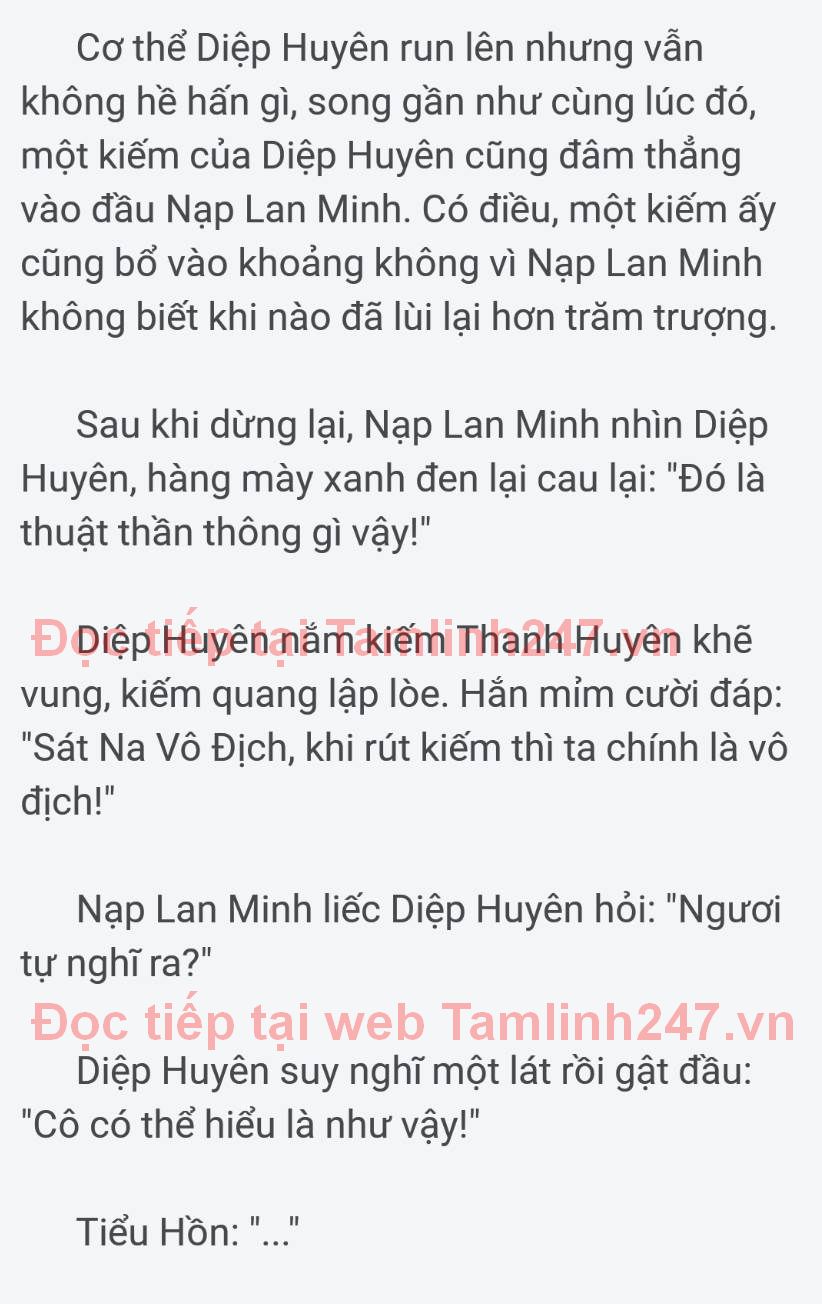 Cơ thể Diệp Huyên run lên nhưng vẫn
không hề hấn gì, song gần như cùng lúc đó,
một kiếm của Diệp Huyên cũng đâm thẳng
vào đầu Nạp Lan Minh. Có điều, một kiếm ấy
cũng bổ vào khoảng không vì Nạp Lan Minh
không biết khi nào đã lùi lại hơn trăm trượng.
Sau khi dừng lại, Nạp Lan Minh nhìn Diệp
Huyên, hàng mày xanh đen lại cau lại: "Đó là
thuật thần thông gì vậy!"
Đọc tiếp tại Tamlinh247.vn
Diệp Huyên nắm kiếm Thanh Huyên khẽ
vung, kiếm quang lập lòe. Hắn mỉm cười đáp:
"Sát Na Vô Địch, khi rút kiếm thì ta chính là vô
địch!"
Nạp Lan Minh liếc Diệp Huyên hỏi: "Ngươi
tự nghĩ ra?"
Đọc tiếp tại web Tamlinh247.vn
Diệp Huyên suy nghĩ một lát rồi gật đầu:
"Cô có thể hiểu là như vậy!"
Tiểu Hồn: "..."